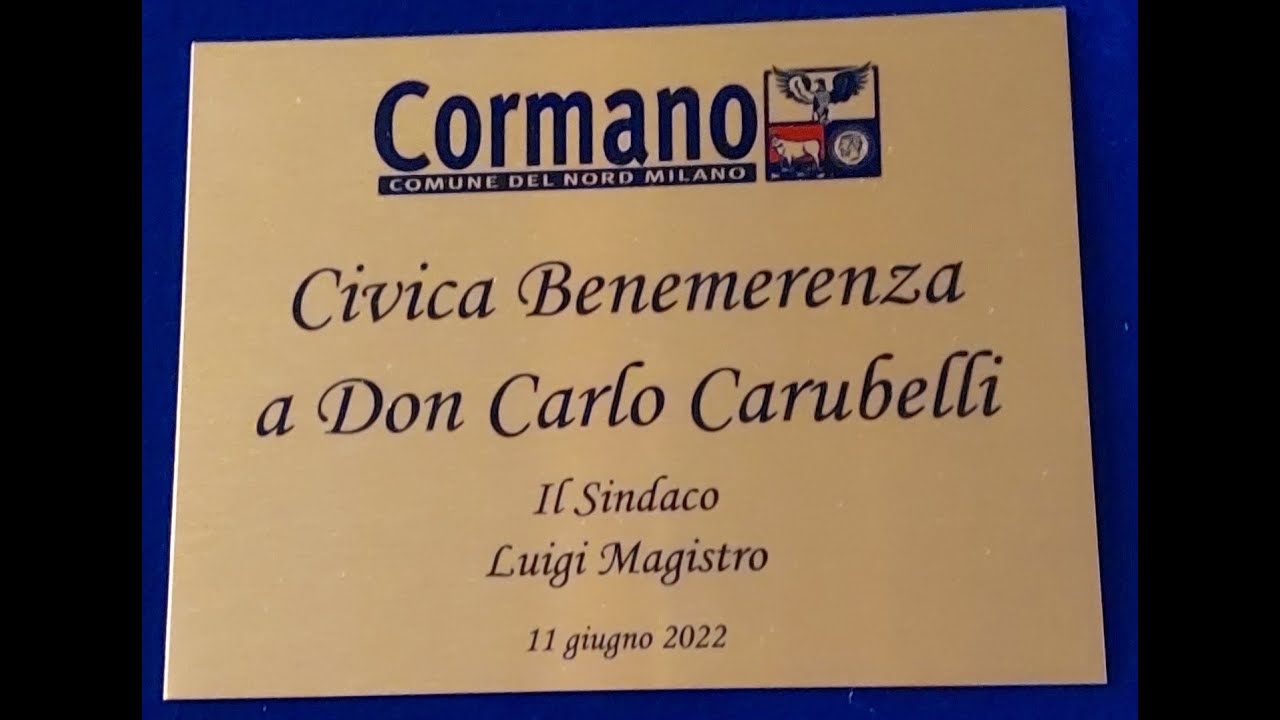 Cormano
COMUNE DEL NORD MILANO
Civica Benemerenza
a Don Carlo Carubelli
Il Sindaco
Luigi Magistro
11 giugno 2022